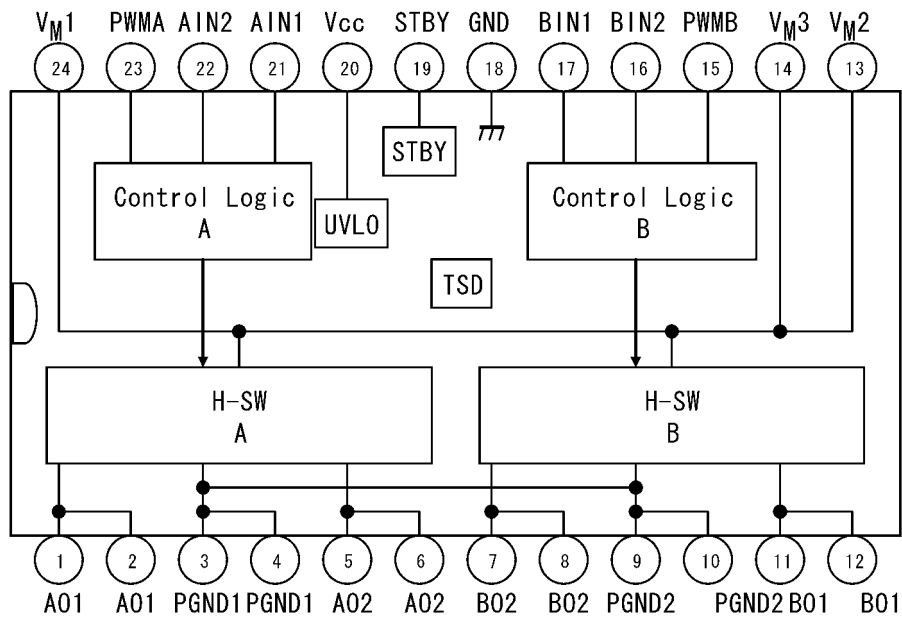 VM1 PWMA AIN2 AIN1 Vcc STBY GND BIN1 BIN2 PWMB VM3 VM2
24 23 22 21 20 19 18 17 16 15 14 13
STBY
Control Logic
A
UVLO
Control Logic
B
TSD
H-SW
A
H-SW
B
1 2 3 4 5 6 7 8 9 10 11 12
AO1 AO1 PGND1 PGND1 AO2 AO2 BO2 BO2 PGND2 PGND2 BO1 BO1